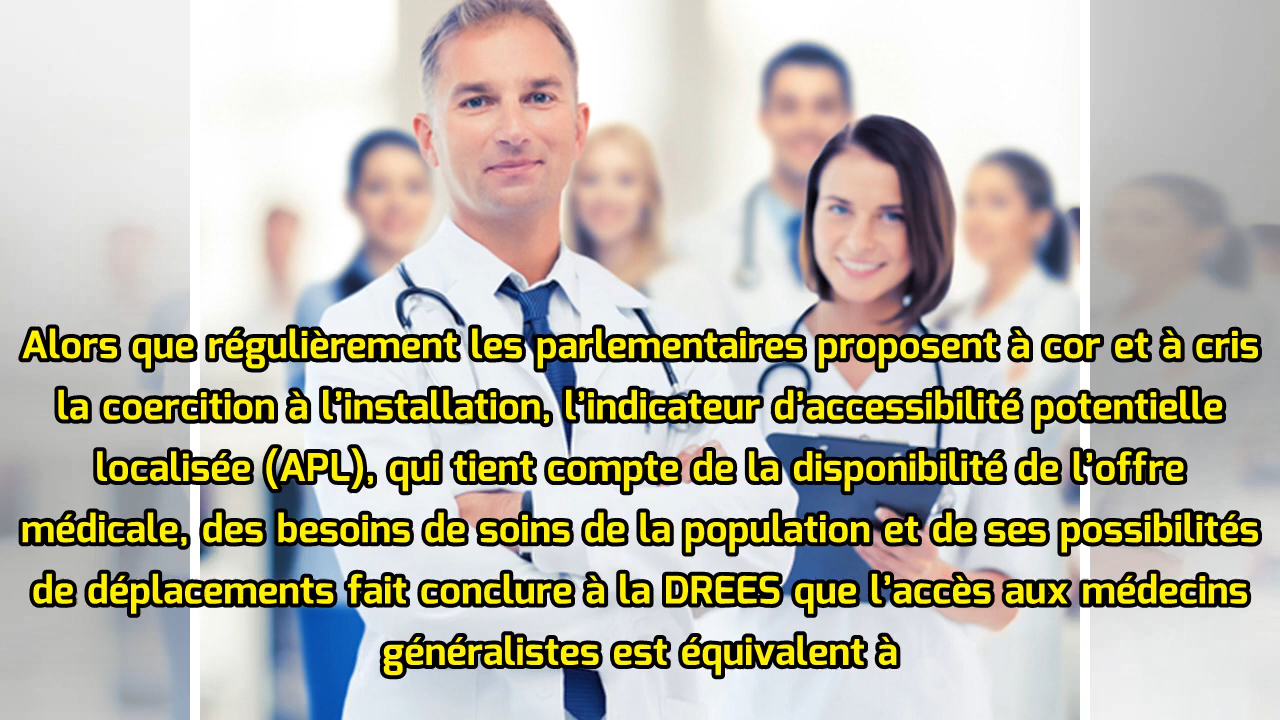 Alors que régulièrement les parlementaires proposent à cor et à cris
la coercition à l’installation, l’indicateur d’accessibilité potentielle
localisée (APL), qui tient compte de la disponibilité de l’offre
médicale, des besoins de soins de la population et de ses possibilités
de déplacements fait conclure à la DREES que l’accès aux médecins
généralistes est équivalent à